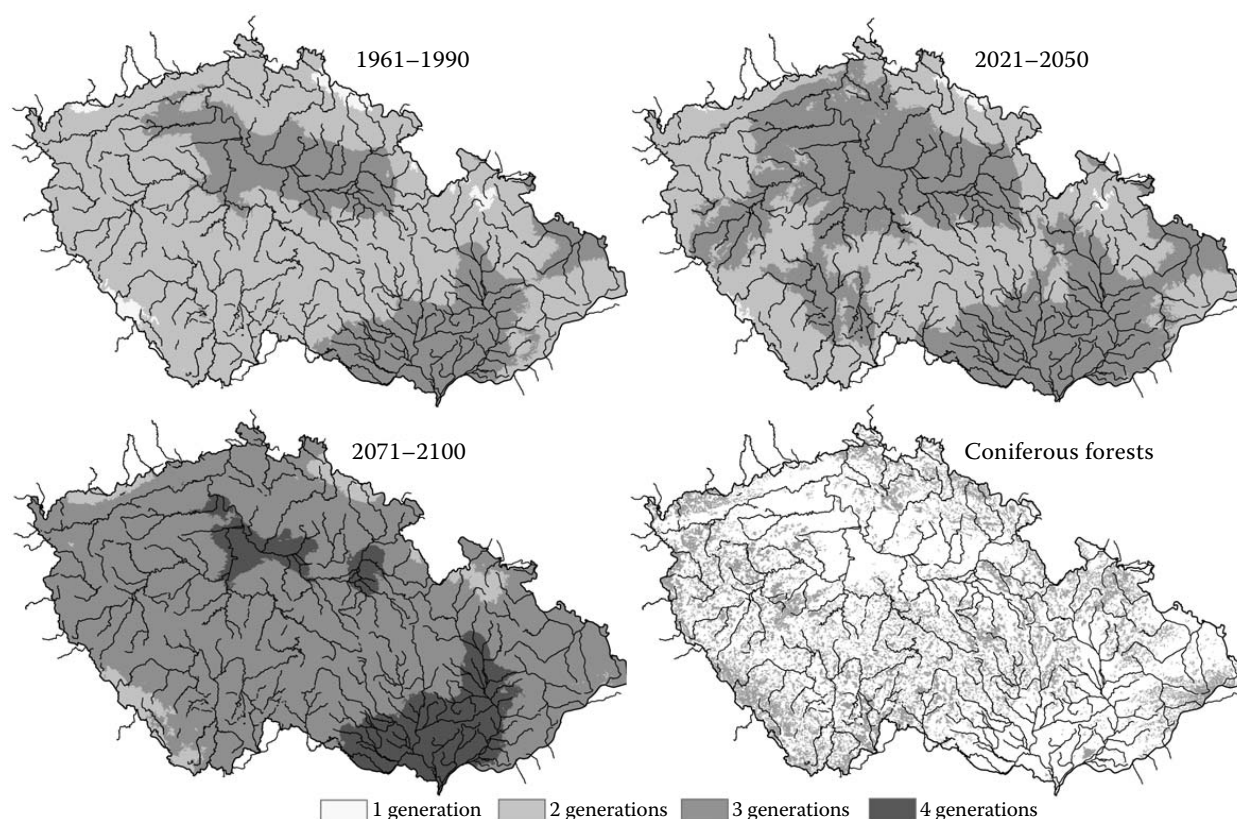 1961–1990
2021–2050
2071–2100
Coniferous forests
1 generation
2 generations
3 generations
4 generations